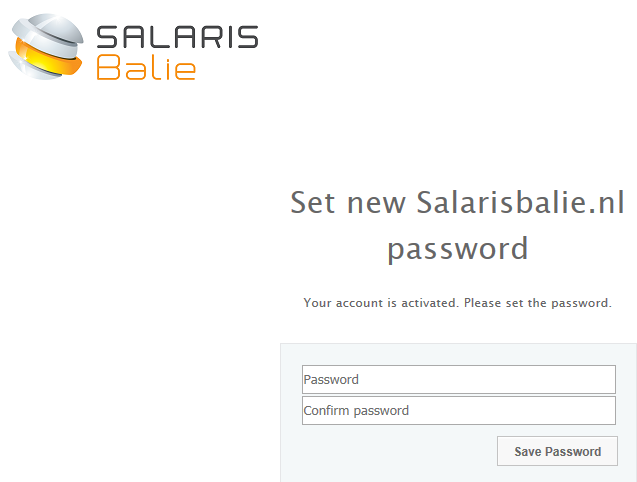 SALARIS
Balie
Set new Salarisbalie.nl
password
Your account is activated. Please set the password.
Password
Confirm password
Save Password